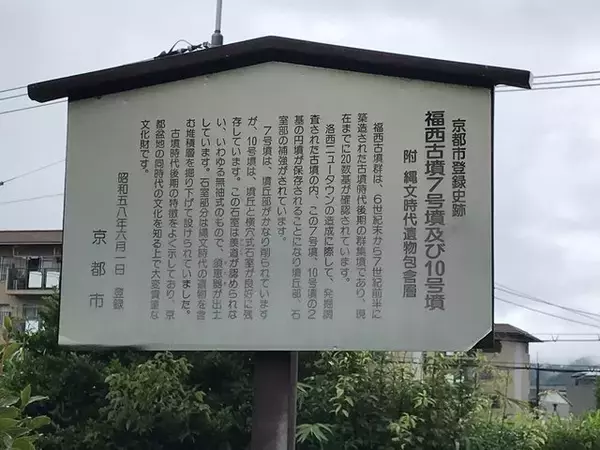 京都市登録史跡
福西古墳7号墳及び10号墳
附 縄文時代遺物包含層
福西古墳群は、6世紀末から7世紀前半に
築造された古墳時代後期の群集墳であり、現
在までに20数基が確認されています。
洛西ニュータウンの造成に際して、発掘調
査された古墳の内、この7号墳、10号墳の2
基の円墳が保存されることになり墳丘部、石
室部の補強がされています。
7号墳は、墳丘部がかなり削られています
が、10号墳は、墳丘と横穴式石室が良好に残
存しています。この石室は羨道が認められな
い、いわゆる無袖式のもので、須恵器が出土
しています。石室部分は縄文時代の遺物を含
む堆積層を掘り下げて設けられていました。
古墳時代後期の特徴をよく示しており、京
都盆地の同時代の文化を知る上で大変貴重な
文化財です。
昭和五八年六月一日 登録
京都市